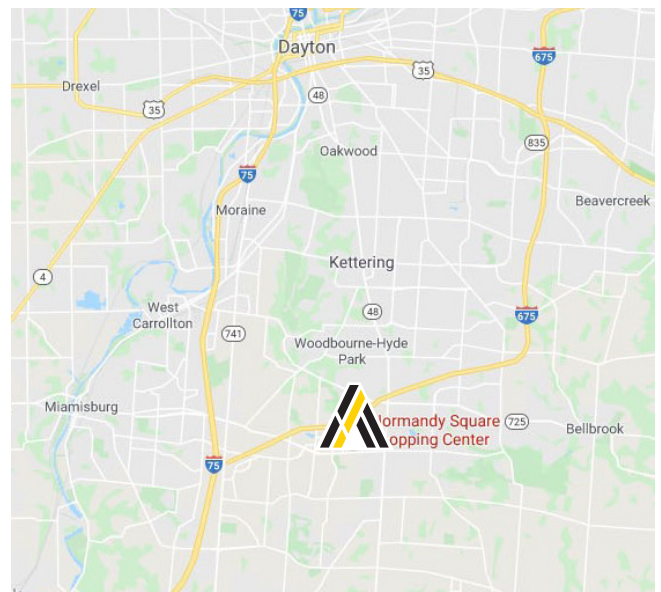 75
Dayton
675
35
Drexel
48
35
835
Oakwood
75
Beavercreek
Moraine
Kettering
4
West
Carrollton
48
675
741
Woodbourne-Hyde
Park
Miamisburg
ormandy Square
opping Center
725
Bellbrook
75